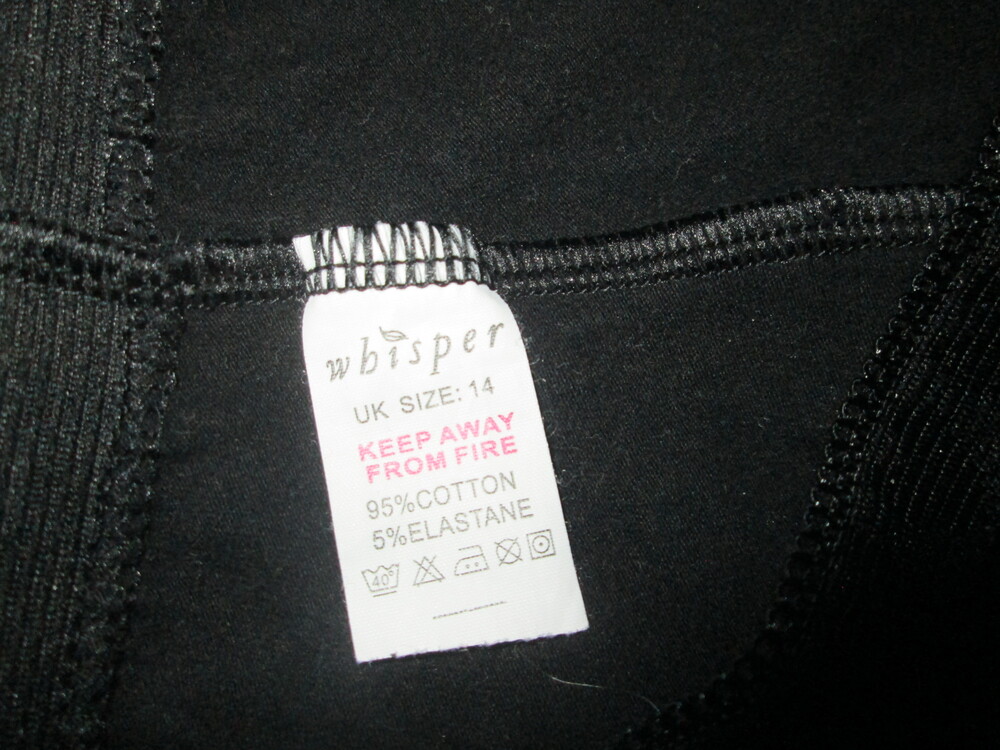 whisper
UK SIZE: 14
KEEP AWAY
FROM FIRE
95%COTTON
5%ELASTANE
40°